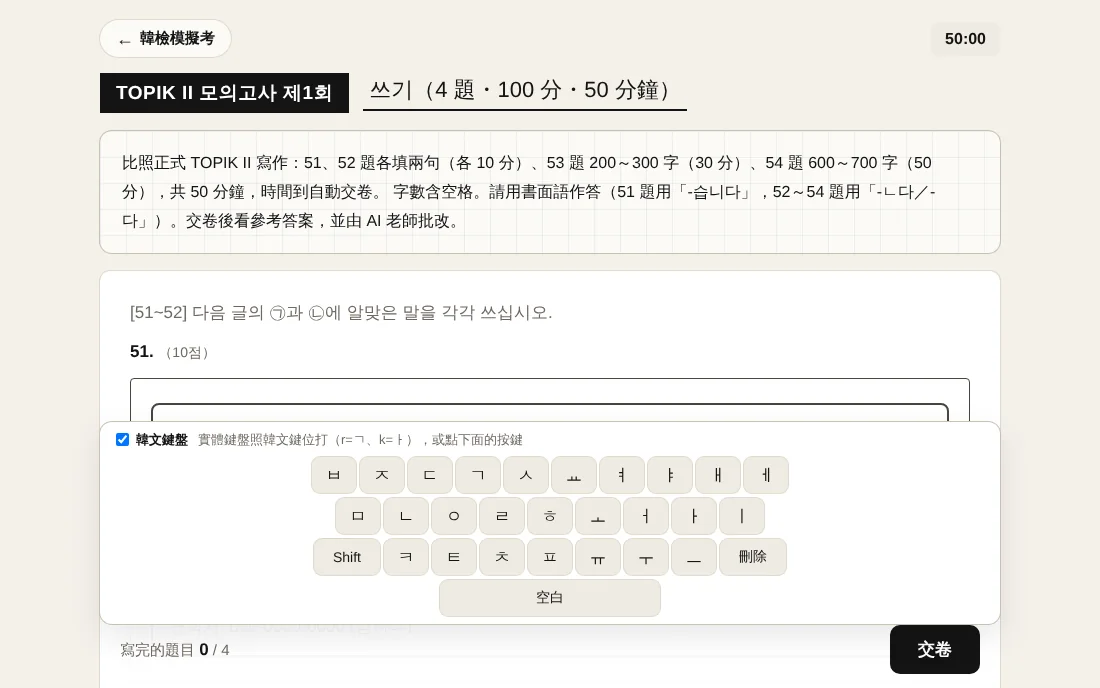 ← 韓檢模擬考
50:00
TOPIK II 모의고사 제1회
쓰기（4 題・100 分・50 分鐘）
比照正式 TOPIK II 寫作：51、52 題各填兩句（各 10 分）、53 題 200～300 字（30 分）、54 題 600～700 字（50
分），共 50 分鐘，時間到自動交卷。 字數含空格。請用書面語作答（51 題用「-습니다」，52～54 題用「-ㄴ다／-
다」）。交卷後看參考答案，並由 AI 老師批改。
[51~52] 다음 글의 ㉠과 ㉡에 알맞은 말을 각각 쓰십시오.
51. （10점）
韓文鍵盤 實體鍵盤照韓文鍵位打（r=ㄱ、k=ㅏ），或點下面的按鍵
ㅂ ㅈ ㄷ ㄱ ㅅ ㅛ ㅕ ㅑ ㅐ ㅔ
ㅁ ㄴ ㅇ ㄹ ㅎ ㅗ ㅓ ㅏ ㅣ
Shift ㅋ ㅌ ㅊ ㅍ ㅠ ㅜ ㅡ 刪除
空白
寫完的題目 0 / 4
交卷